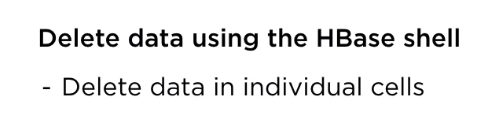 Delete data using the HBase shell
- Delete data in individual cells